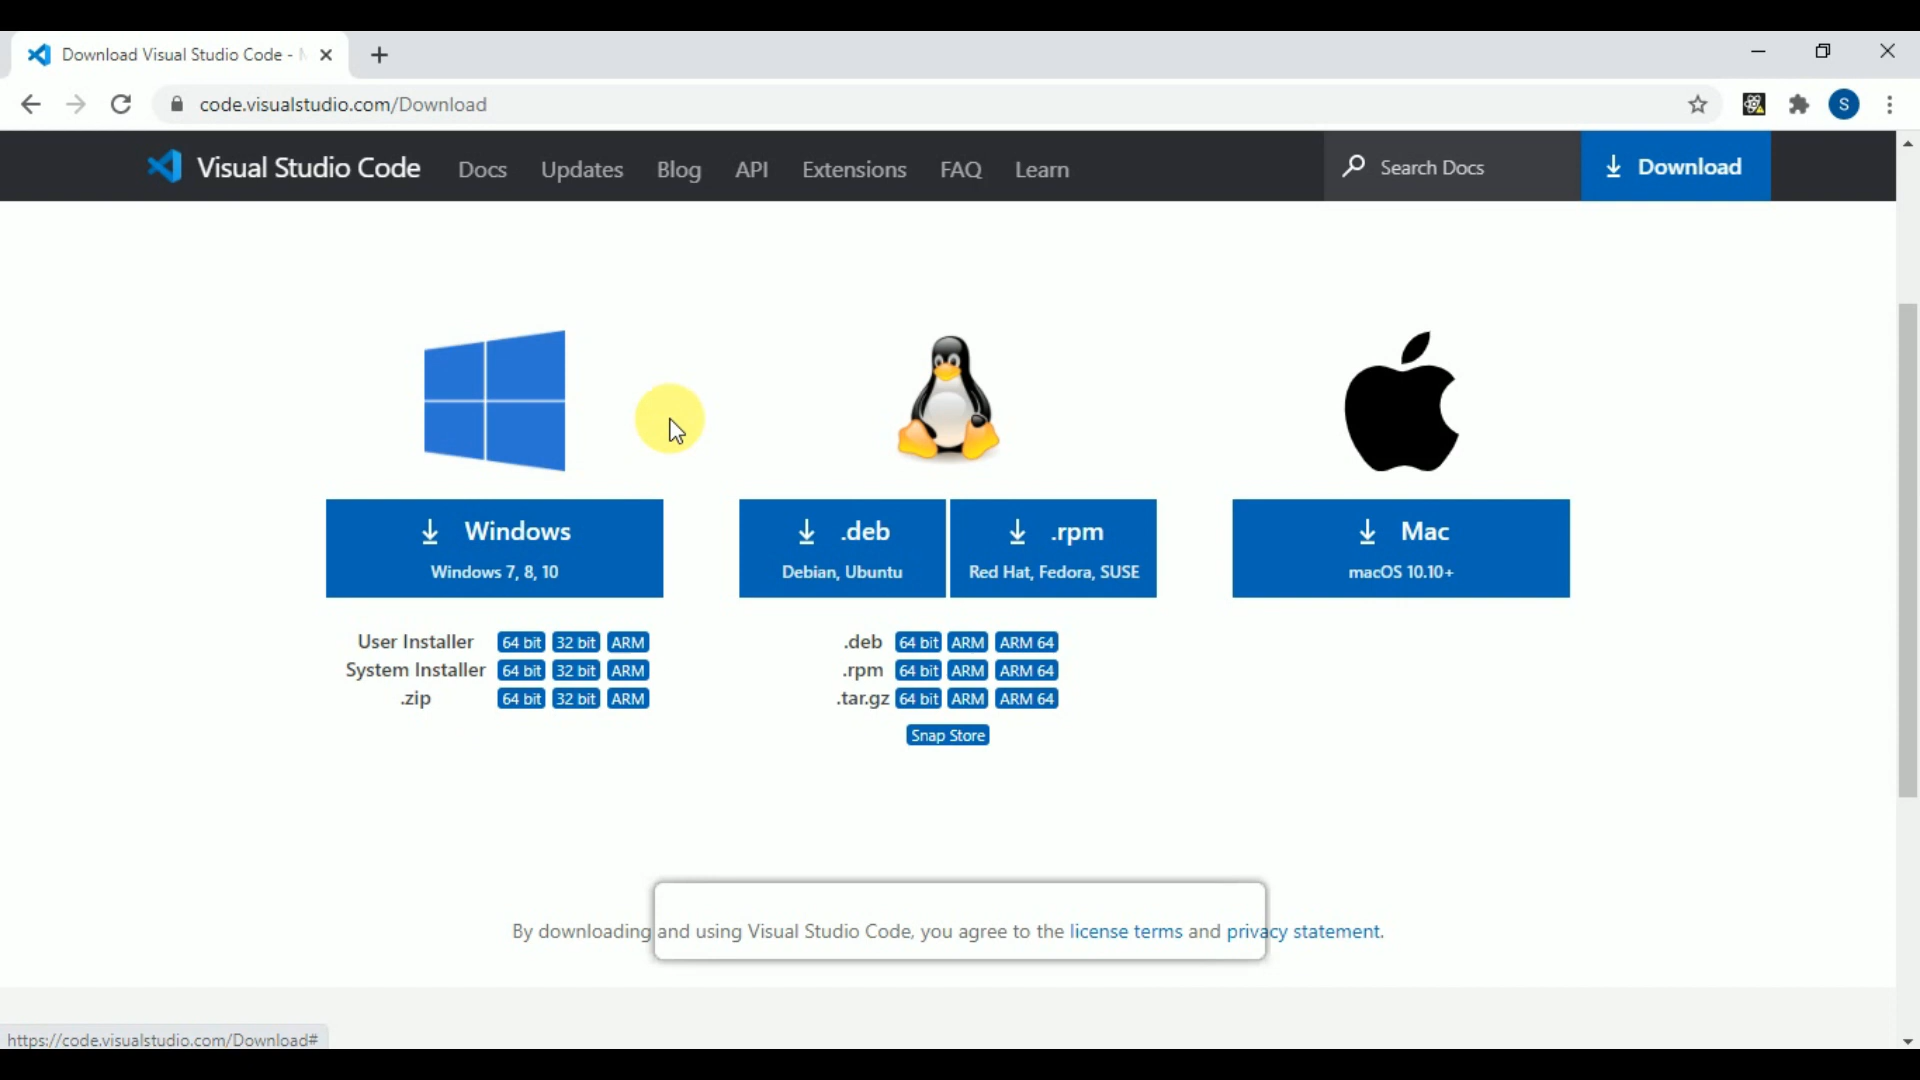 Download Visual Studio Code -
code.visualstudio.com/Download
S
Visual Studio Code Docs Updates Blog API Extensions FAQ Learn Search Docs Download
Windows
Windows 7, 8, 10
.deb
Debian, Ubuntu
.rpm
Red Hat, Fedora, SUSE
Mac
macOS 10.10+
User Installer 64 bit 32 bit ARM
System Installer 64 bit 32 bit ARM
.zip 64 bit 32 bit ARM
.deb 64 bit ARM ARM 64
.rpm 64 bit ARM ARM 64
.tar.gz 64 bit ARM ARM 64
Snap Store
By downloading and using Visual Studio Code, you agree to the license terms and privacy statement.
https://code.visualstudio.com/Download#